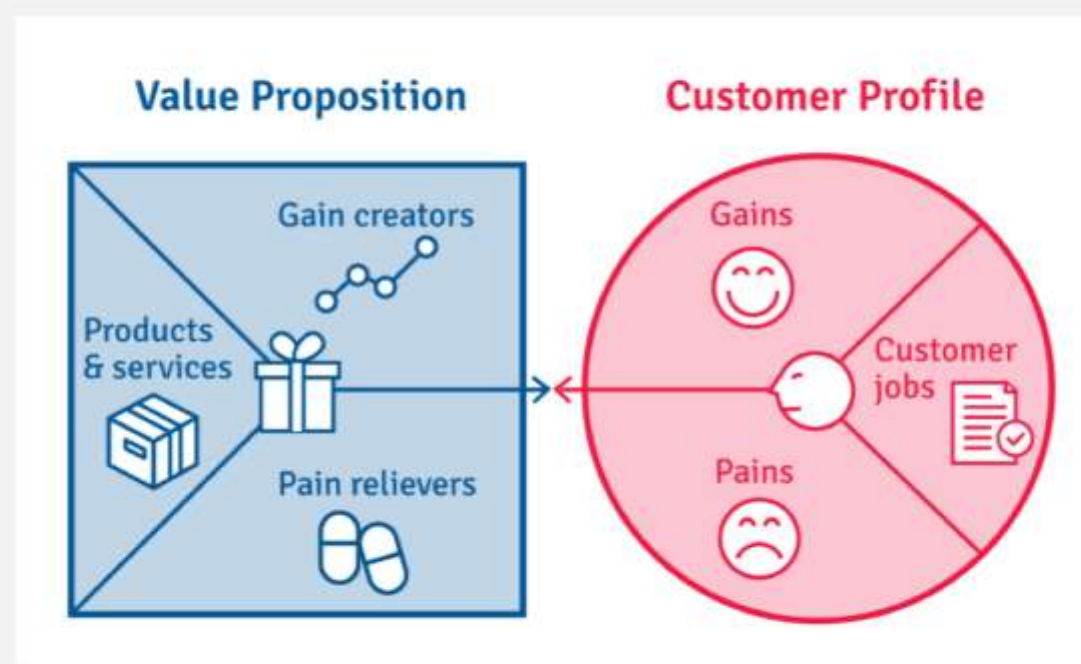 Value Proposition
Customer Profile
Gain creators
Products
& services
Pain relievers
Gains
Customer
jobs
Pains